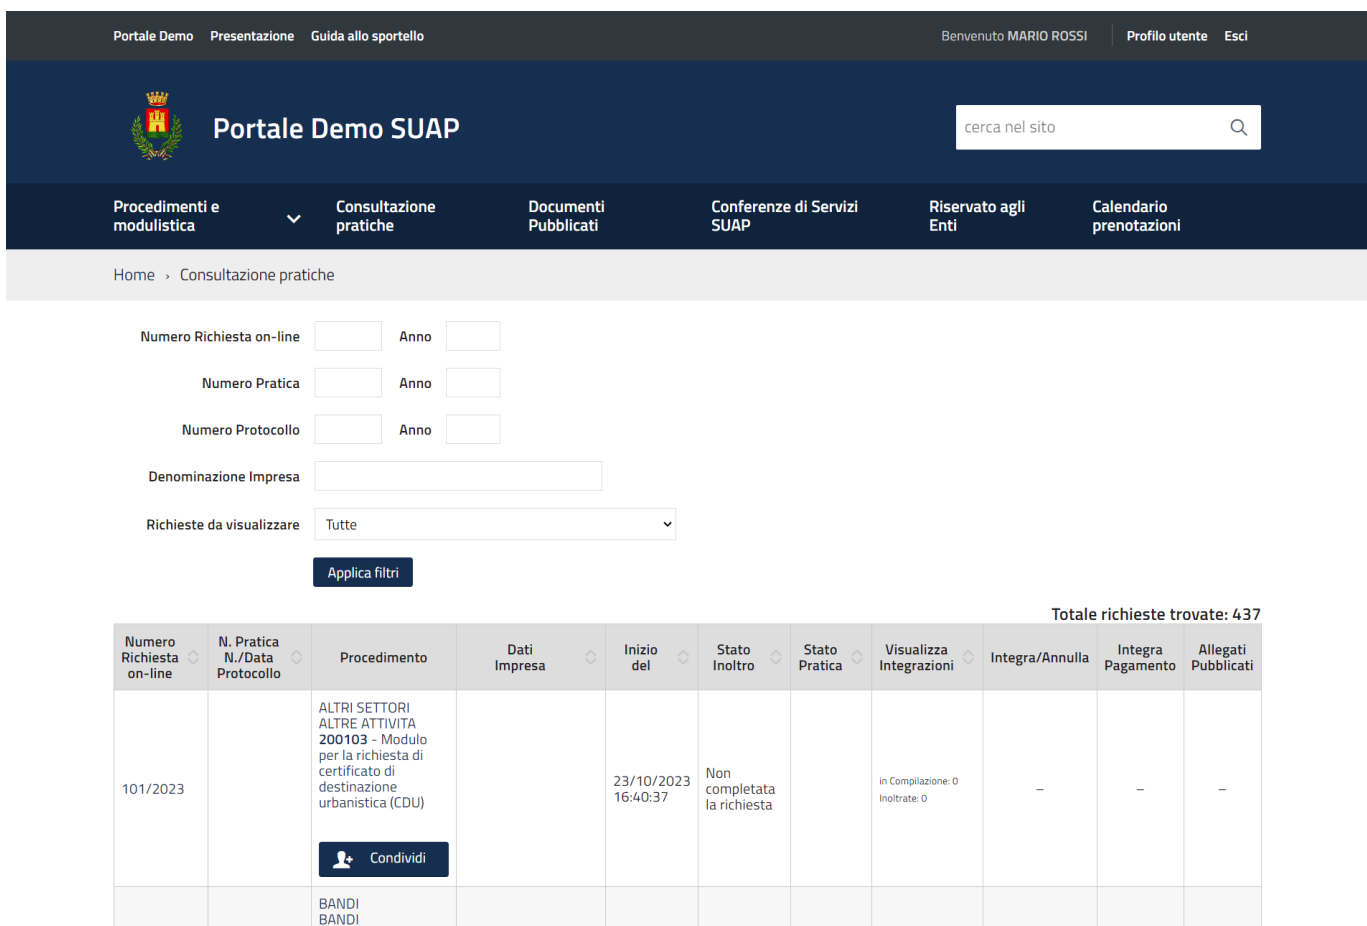 Portale Demo Presentazione Guida allo sportello Benvenuto MARIO ROSSI Profilo utente Esci
Portale Demo SUAP
cerca nel sito
Procedimenti e
modulistica
Consultazione
pratiche
Documenti
Pubblicati
Conferenze di Servizi
SUAP
Riservato agli
Enti
Calendario
prenotazioni
Home › Consultazione pratiche
Numero Richiesta on-line Anno
Numero Pratica Anno
Numero Protocollo Anno
Denominazione Impresa
Richieste da visualizzare Tutte
Applica filtri
Totale richieste trovate: 437
Numero
Richiesta
on-line
N. Pratica
N./Data
Protocollo
Procedimento
Dati
Impresa
Inizio
del
Stato
Inoltro
Stato
Pratica
Visualizza
Integrazioni
Integra/Annulla
Integra
Pagamento
Allegati
Pubblicati
101/2023
ALTRI SETTORI
ALTRE ATTIVITA
200103 - Modulo
per la richiesta di
certificato di
destinazione
urbanistica (CDU)
Condividi
23/10/2023
16:40:37
Non
completata
la richiesta
in Compilazione: 0
Inoltrate: 0
–
–
–
BANDI
BANDI